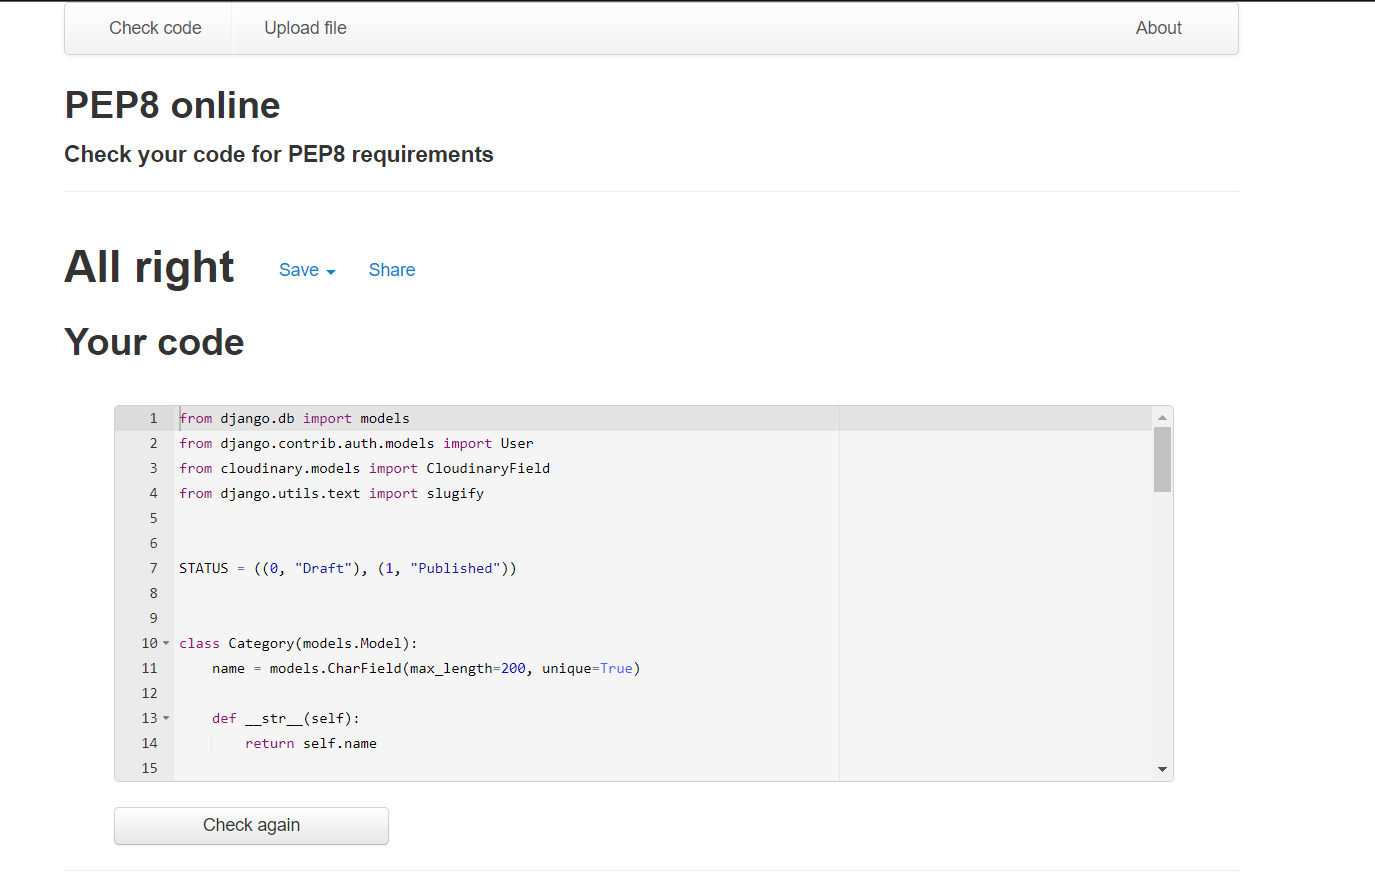 Check code Upload file About
PEP8 online
Check your code for PEP8 requirements
All right Save Share
Your code
1 from django.db import models
2 from django.contrib.auth.models import User
3 from cloudinary.models import CloudinaryField
4 from django.utils.text import slugify
5
6
7 STATUS = ((0, "Draft"), (1, "Published"))
8
9
10 class Category(models.Model):
11     name = models.CharField(max_length=200, unique=True)
12
13     def __str__(self):
14         return self.name
15
Check again